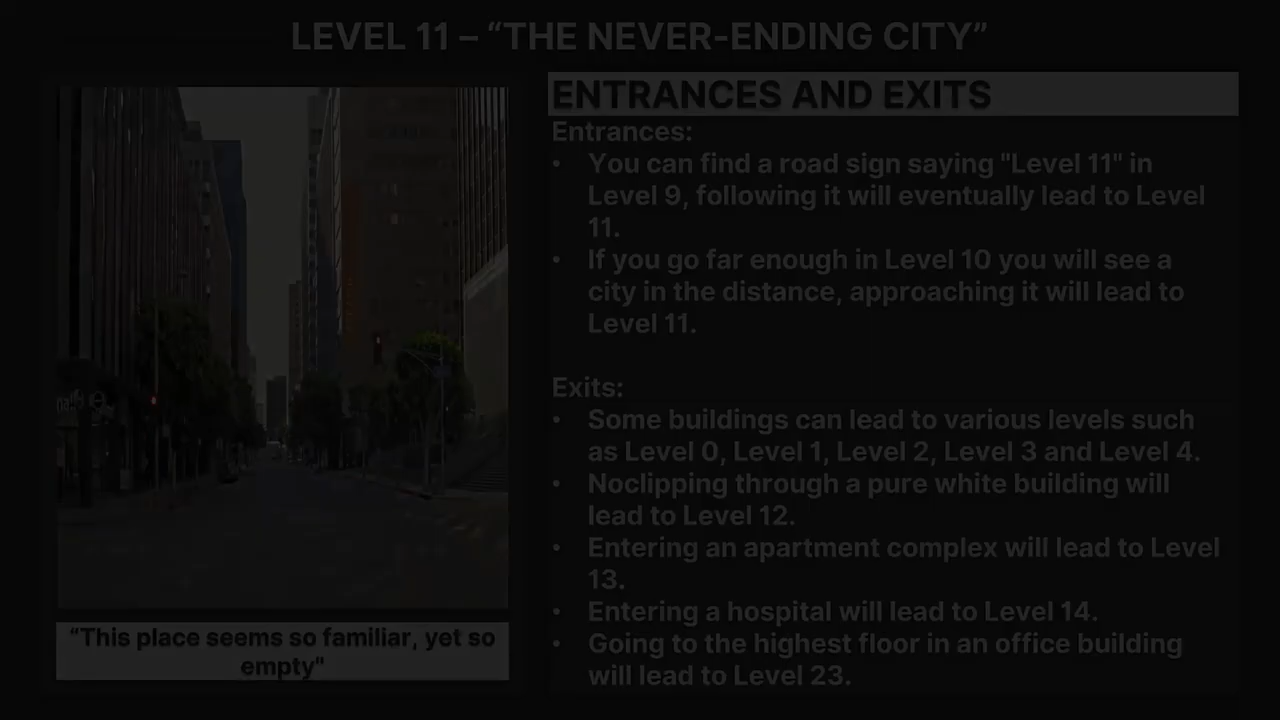 LEVEL 11 – “THE NEVER-ENDING CITY”
ENTRANCES AND EXITS
Entrances:
• You can find a road sign saying "Level 11" in
Level 9, following it will eventually lead to Level
11.
• If you go far enough in Level 10 you will see a
city in the distance, approaching it will lead to
Level 11.
Exits:
• Some buildings can lead to various levels such
as Level 0, Level 1, Level 2, Level 3 and Level 4.
• Noclipping through a pure white building will
lead to Level 12.
• Entering an apartment complex will lead to Level
13.
• Entering a hospital will lead to Level 14.
• Going to the highest floor in an office building
will lead to Level 23.
“This place seems so familiar, yet so
empty"